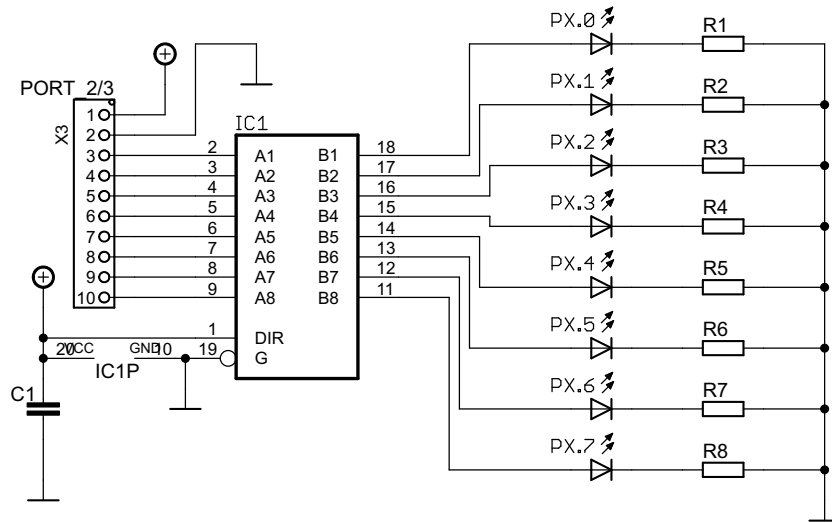 PX.0 R1
PORT 2/3
PX.1 R2
X3
1
2
3
4
5
6
7
8
9
10
IC1
2 A1 B1 18
3 A2 B2 17
4 A3 B3 16
5 A4 B4 15
6 A5 B5 14
7 A6 B6 13
8 A7 B7 12
9 A8 B8 11
1 DIR
19 G
PX.2 R3
PX.3 R4
PX.4 R5
PX.5 R6
PX.6 R7
PX.7 R8
20 VCC GND 10
IC1P
C1